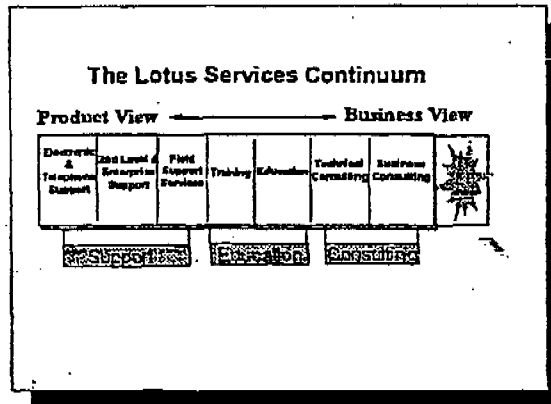 The Lotus Services Continuum
Product View
Business View
Electronic
&
Telephone
Support
2nd Level &
Enterprise
Support
Field
Support
Services
Training
Education
Technical
Consulting
Business
Consulting
Support
Education
Consulting